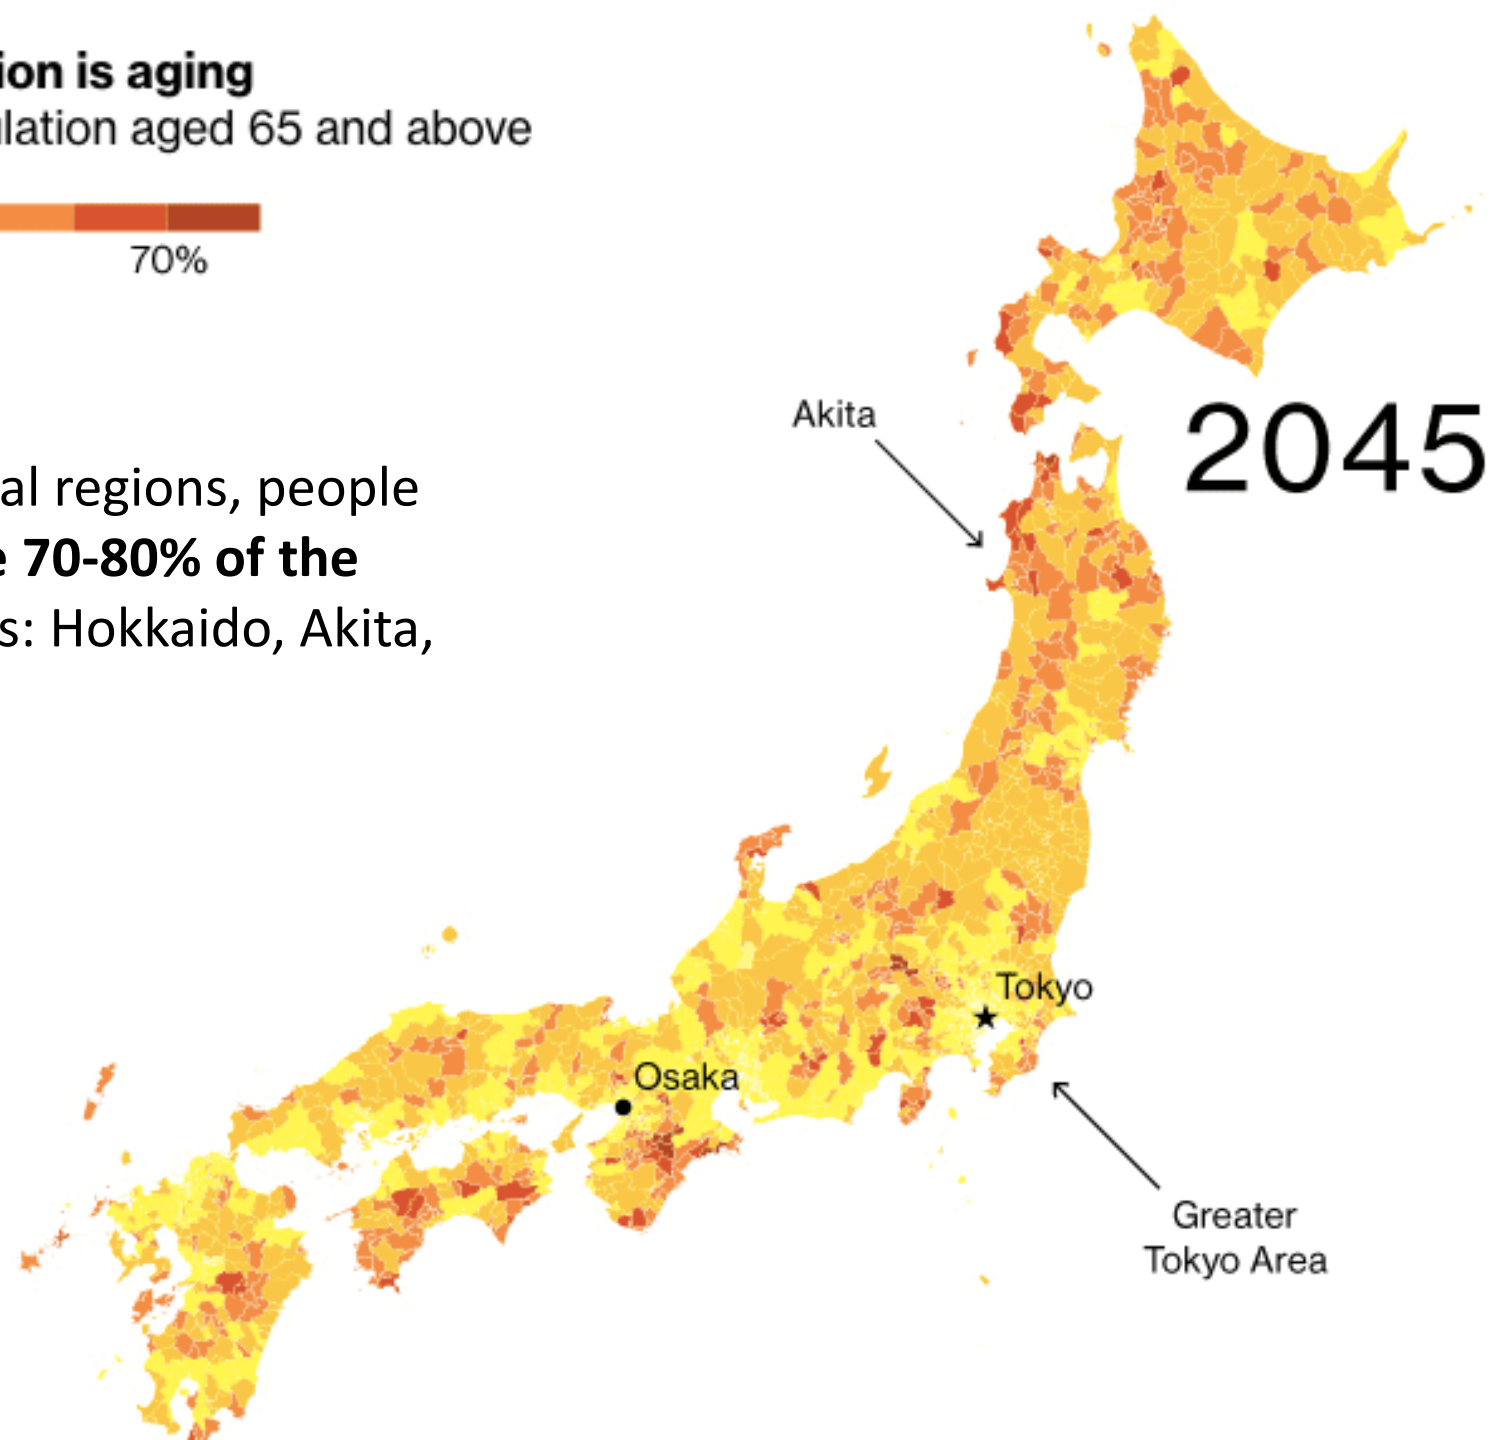 ion is aging
lation aged 65 and above
70%
al regions, people
e 70-80% of the
s: Hokkaido, Akita,
Akita
2045
Tokyo
Osaka
Greater
Tokyo Area